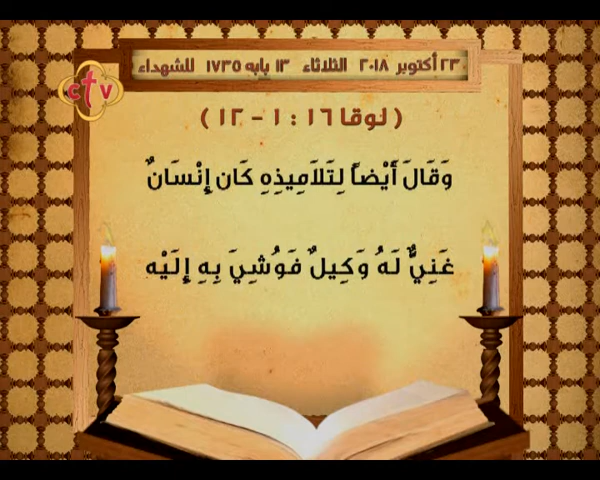 ٢٣ أكتوبر ٢٠١٨ الثلاثاء ١٣ بابه ١٧٣٥ للشهداء
ctv
( لوقا ١٦ : ١ - ١٢ )
وَقَالَ أَيْضاً لِتَلاَمِيذِهِ كَان إِنْسَانٌ
غَنِيٌّ لَهُ وَكِيلٌ فَوُشِيَ بِهِ إِلَيْه